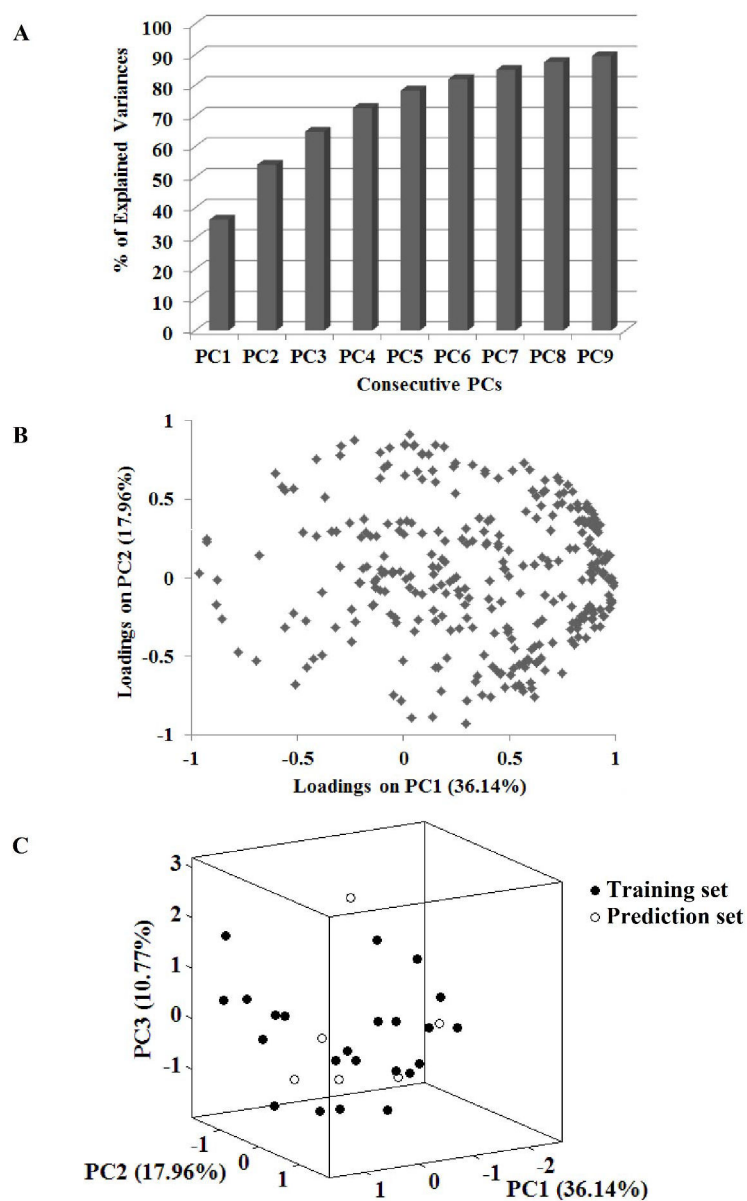 A
% of Explained Variances
100
90
80
70
60
50
40
30
20
10
0
PC1 PC2 PC3 PC4 PC5 PC6 PC7 PC8 PC9
Consecutive PCs
B
Loadings on PC2 (17.96%)
1
0.5
0
-0.5
-1
-1 -0.5 0 0.5 1
Loadings on PC1 (36.14%)
C
PC3 (10.77%)
3
2
1
0
-1
Training set
Prediction set
-1 0 1
PC2 (17.96%)
1 0 -1 -2
PC1 (36.14%)